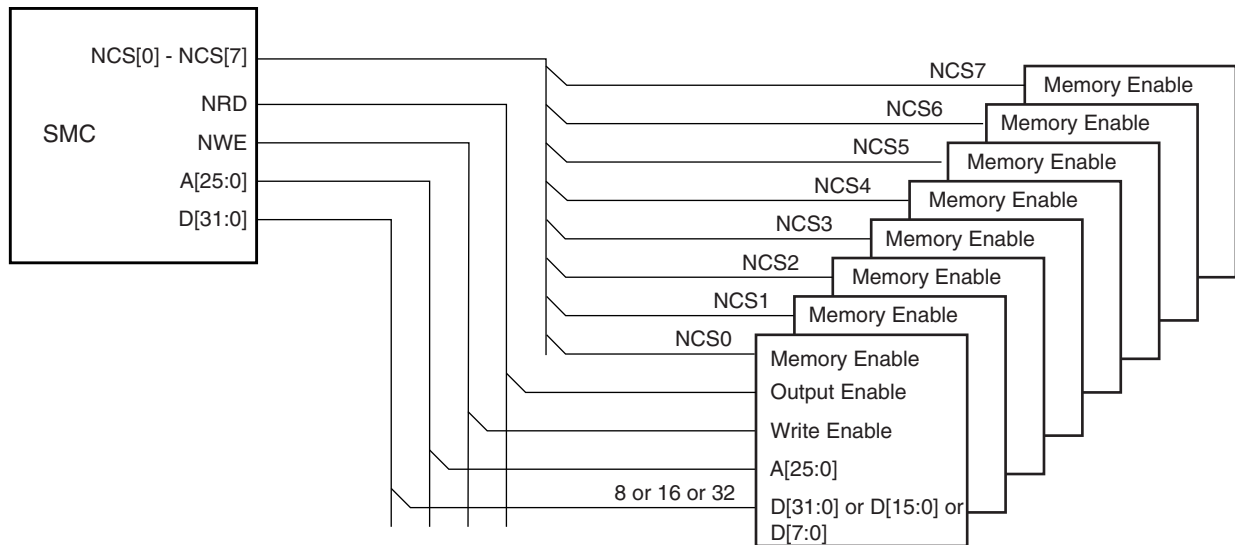 NCS[0] - NCS[7]
NRD
SMC
NWE
A[25:0]
D[31:0]
NCS7
Memory Enable
NCS6
Memory Enable
NCS5
Memory Enable
NCS4
Memory Enable
NCS3
Memory Enable
NCS2
Memory Enable
NCS1
Memory Enable
NCS0
Memory Enable
Output Enable
Write Enable
A[25:0]
8 or 16 or 32
D[31:0] or D[15:0] or
D[7:0]